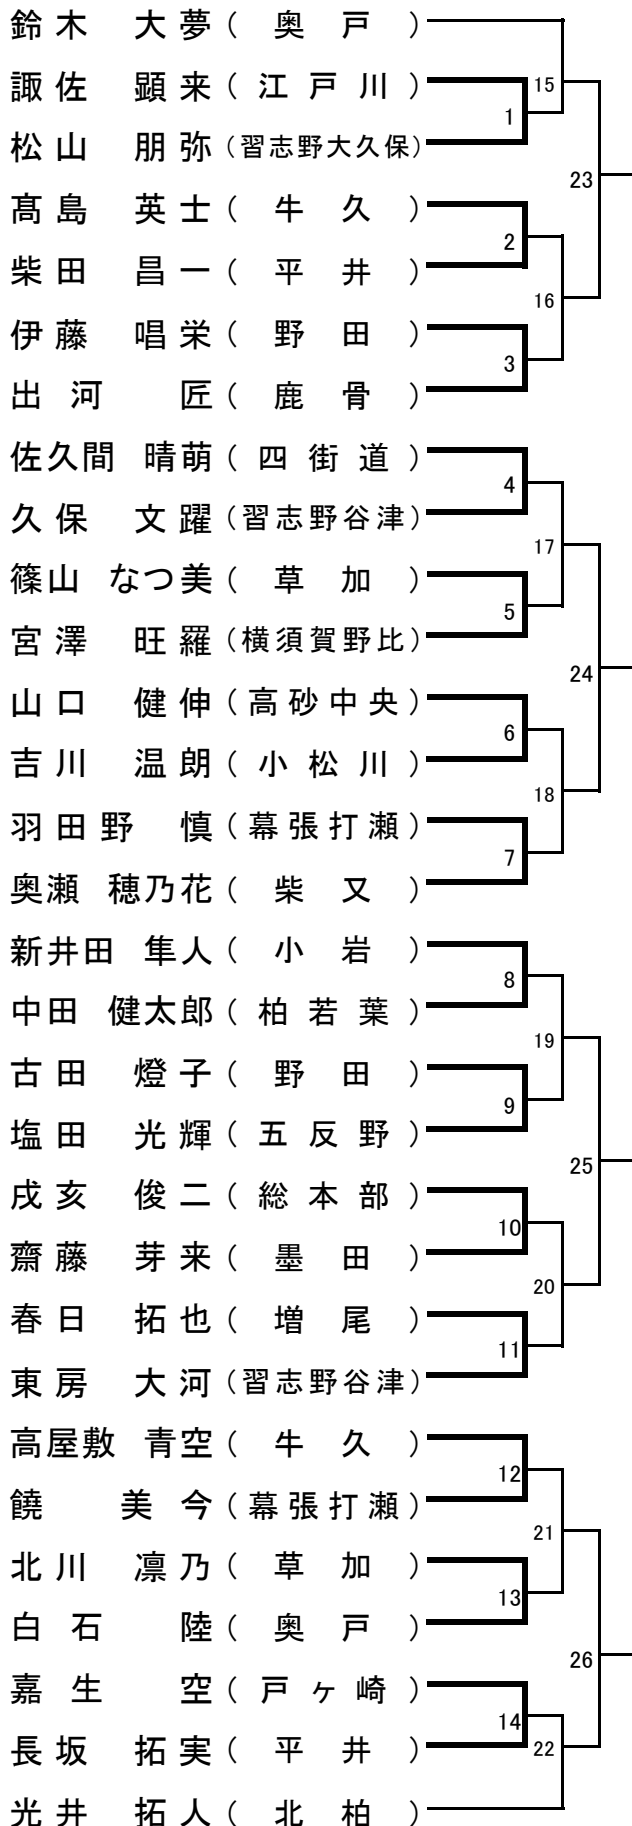 鈴木 大夢(奥戸)
15
諏佐 顕来(江戸川)
1
松山 朋弥(習志野大久保)
23
髙島 英士(牛久)
2
柴田 昌一(平井)
16
伊藤 唱栄(野田)
3
出河 匠(鹿骨)
佐久間 晴萌(四街道)
4
久保 文躍(習志野谷津)
17
篠山 なつ美(草加)
5
宮澤 旺羅(横須賀野比)
24
山口 健伸(高砂中央)
6
吉川 温朗(小松川)
18
羽田野 慎(幕張打瀬)
7
奥瀬 穂乃花(柴又)
新井田 隼人(小岩)
8
中田 健太郎(柏若葉)
19
古田 燈子(野田)
9
塩田 光輝(五反野)
25
戌亥 俊二(総本部)
10
齋藤 芽来(墨田)
20
春日 拓也(増尾)
11
東房 大河(習志野谷津)
高屋敷 青空(牛久)
12
饒 美今(幕張打瀬)
21
北川 凛乃(草加)
13
白石 陸(奥戸)
26
嘉生 空(戸ヶ崎)
14
長坂 拓実(平井)
22
光井 拓人(北柏)